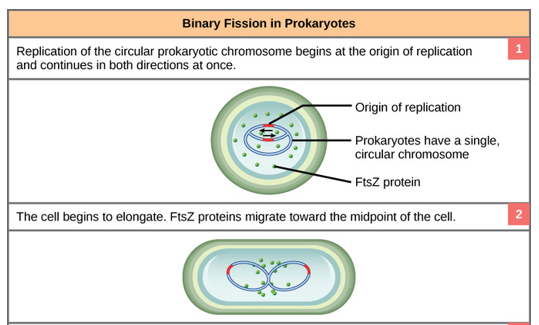 Binary Fission in Prokaryotes
Replication of the circular prokaryotic chromosome begins at the origin of replication
and continues in both directions at once.
1
Origin of replication
Prokaryotes have a single,
circular chromosome
FtsZ protein
The cell begins to elongate. FtsZ proteins migrate toward the midpoint of the cell.
2